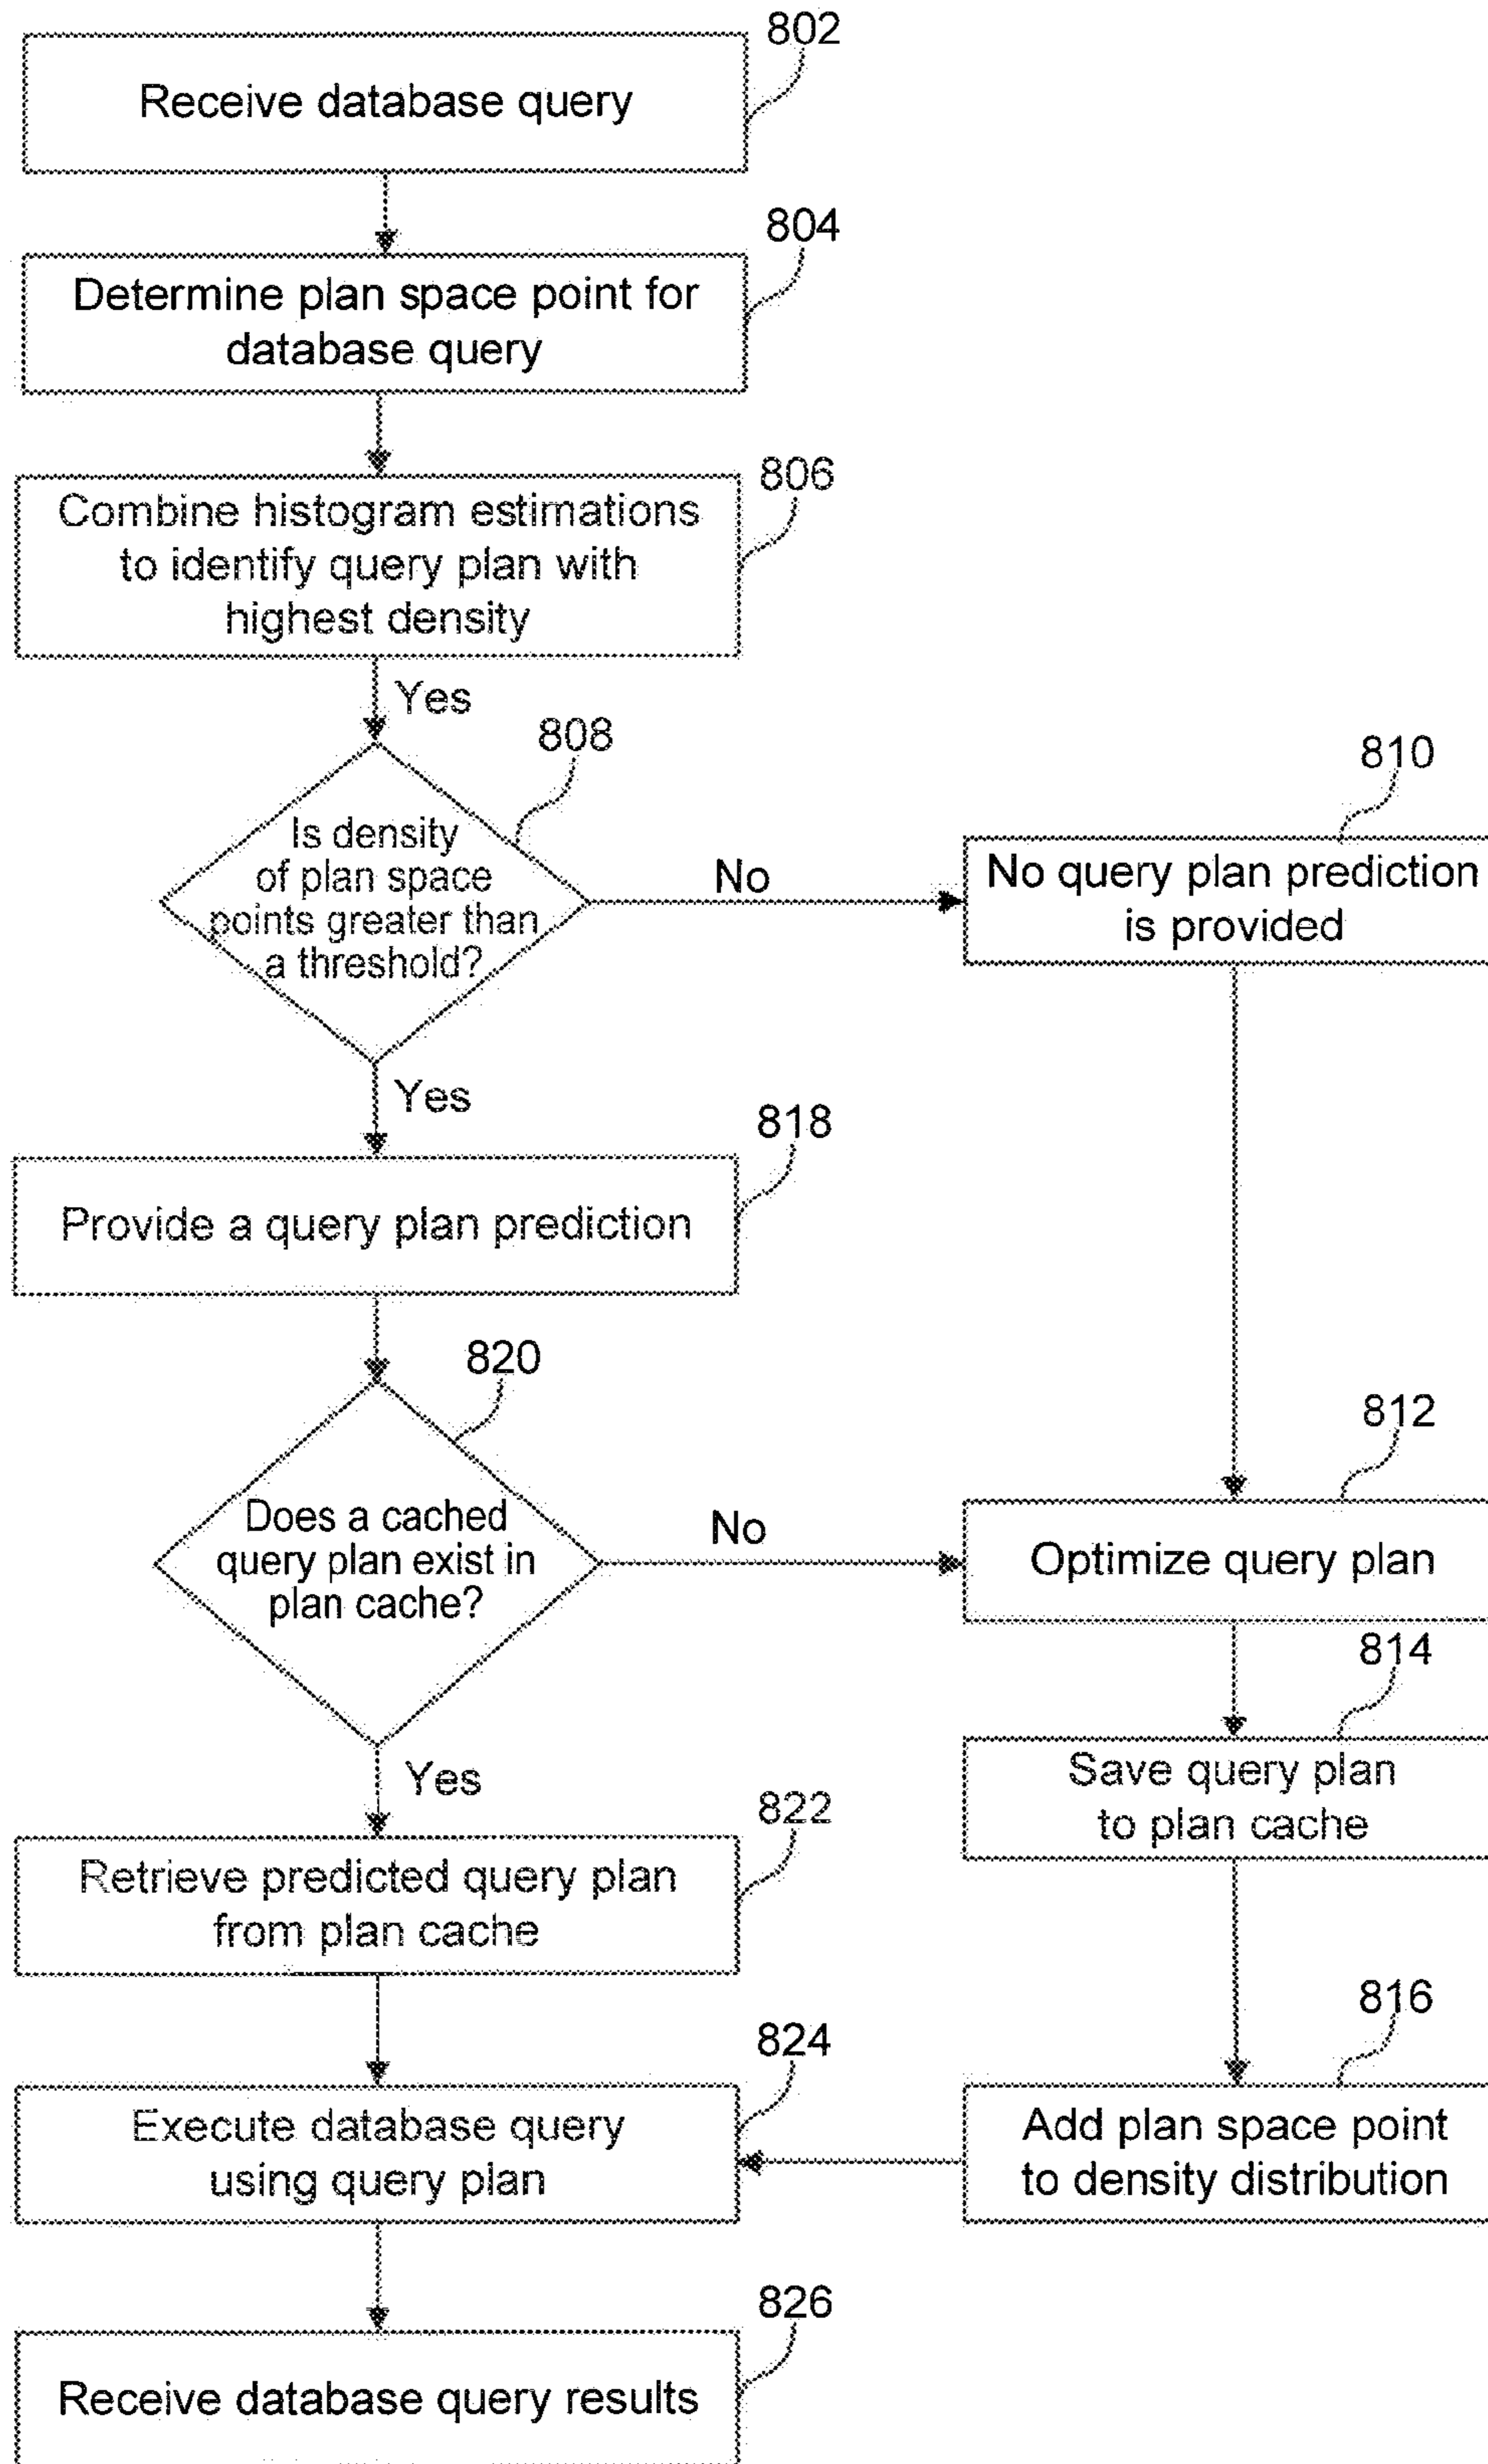 802
Receive database query
804
Determine plan space point for
database query
806
Combine histogram estimations
to identify query plan with
highest density
Yes
808
Is density
of plan space
points greater than
a threshold?
No
810
No query plan prediction
is provided
Yes
818
Provide a query plan prediction
820
Does a cached
query plan exist in
plan cache?
No
812
Optimize query plan
814
Save query plan
to plan cache
Yes
822
Retrieve predicted query plan
from plan cache
816
Add plan space point
to density distribution
824
Execute database query
using query plan
826
Receive database query results